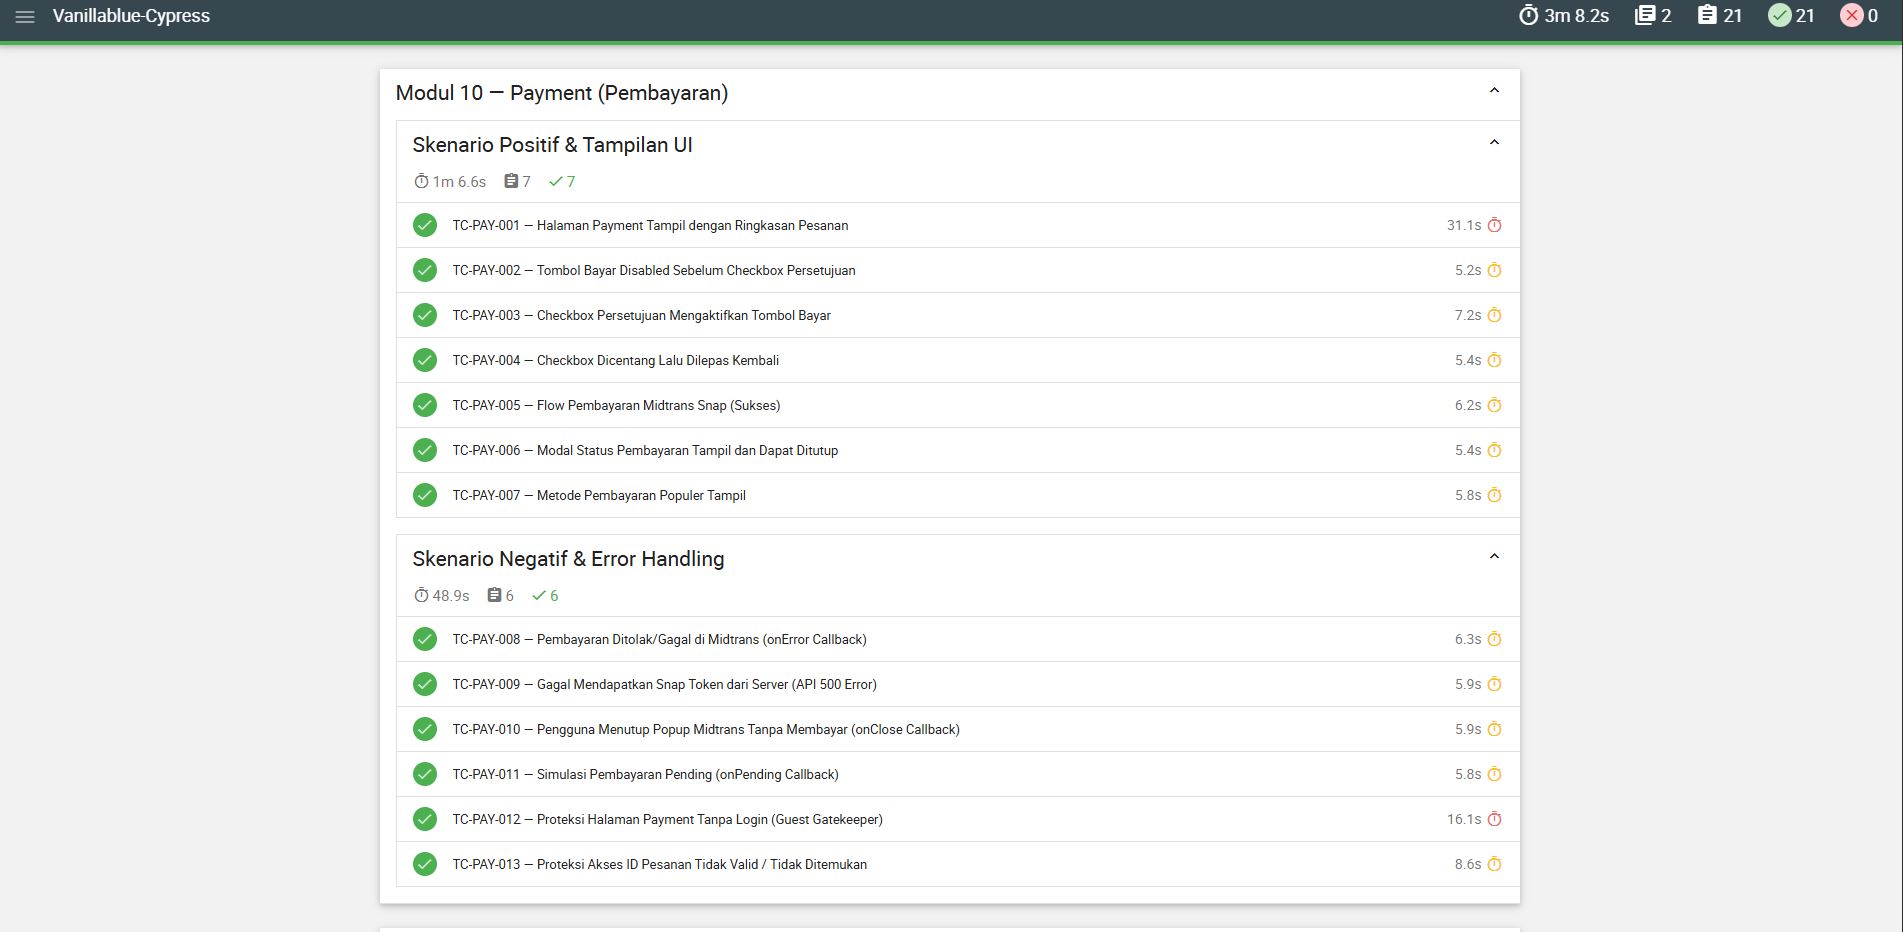 Vanillablue-Cypress
3m 8.2s 2 21 21 0
Modul 10 — Payment (Pembayaran)
Skenario Positif & Tampilan UI
1m 6.6s 7 7
TC-PAY-001 — Halaman Payment Tampil dengan Ringkasan Pesanan 31.1s
TC-PAY-002 — Tombol Bayar Disabled Sebelum Checkbox Persetujuan 5.2s
TC-PAY-003 — Checkbox Persetujuan Mengaktifkan Tombol Bayar 7.2s
TC-PAY-004 — Checkbox Dicentang Lalu Dilepas Kembali 5.4s
TC-PAY-005 — Flow Pembayaran Midtrans Snap (Sukses) 6.2s
TC-PAY-006 — Modal Status Pembayaran Tampil dan Dapat Ditutup 5.4s
TC-PAY-007 — Metode Pembayaran Populer Tampil 5.8s
Skenario Negatif & Error Handling
48.9s 6 6
TC-PAY-008 — Pembayaran Ditolak/Gagal di Midtrans (onError Callback) 6.3s
TC-PAY-009 — Gagal Mendapatkan Snap Token dari Server (API 500 Error) 5.9s
TC-PAY-010 — Pengguna Menutup Popup Midtrans Tanpa Membayar (onClose Callback) 5.9s
TC-PAY-011 — Simulasi Pembayaran Pending (onPending Callback) 5.8s
TC-PAY-012 — Proteksi Halaman Payment Tanpa Login (Guest Gatekeeper) 16.1s
TC-PAY-013 — Proteksi Akses ID Pesanan Tidak Valid / Tidak Ditemukan 8.6s